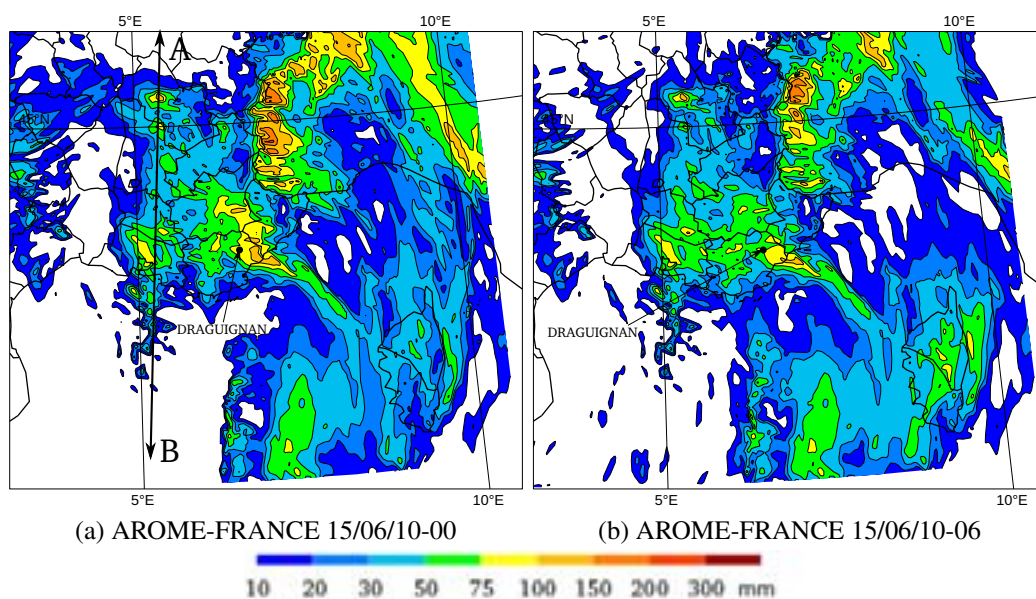 5°E 10°E 5°E 10°E
A
DRAGUIGNAN
DRAGUIGNAN
B
5°E 10°E 5°E 10°E
(a) AROME-FRANCE 15/06/10-00 (b) AROME-FRANCE 15/06/10-06
10 20 30 50 75 100 150 200 300 mm